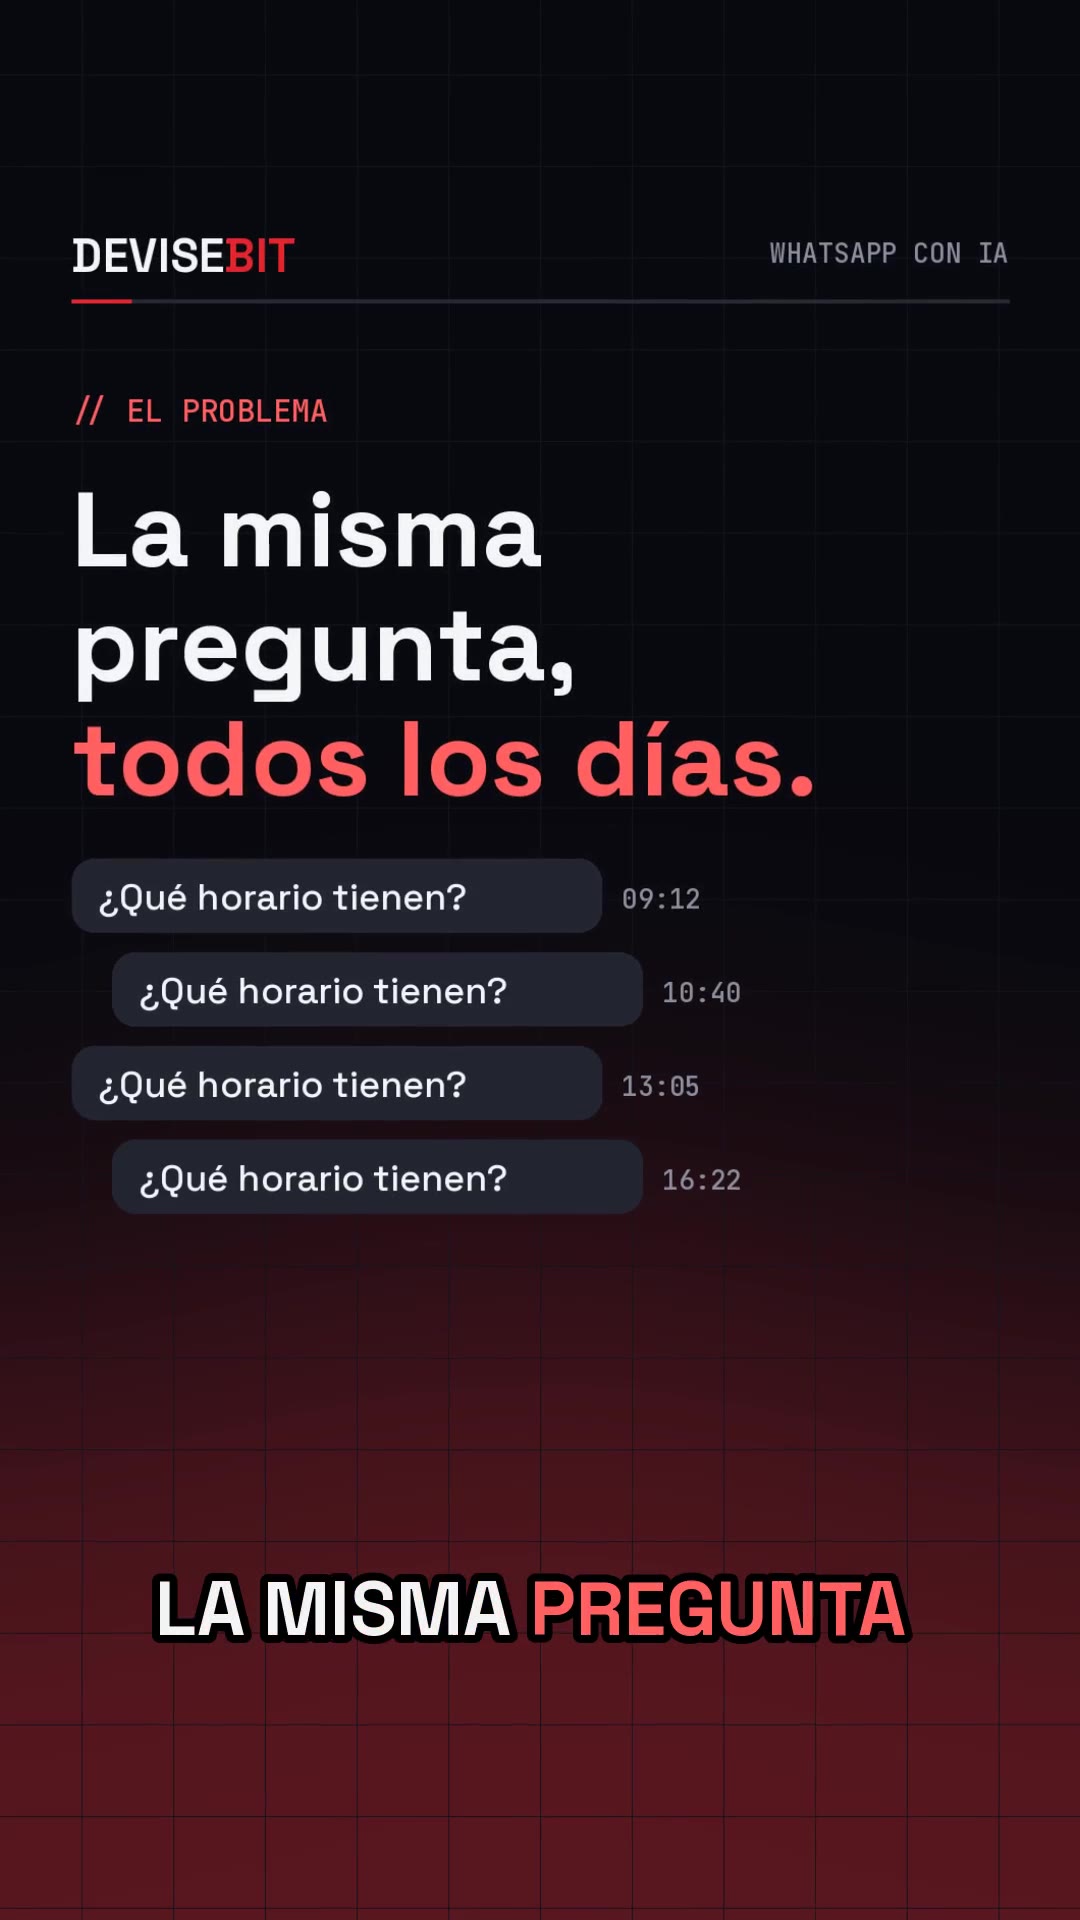 DEVISEBIT
WHATSAPP CON IA
// EL PROBLEMA
La misma
pregunta,
todos los días.
¿Qué horario tienen? 09:12
¿Qué horario tienen? 10:40
¿Qué horario tienen? 13:05
¿Qué horario tienen? 16:22
LA MISMA PREGUNTA